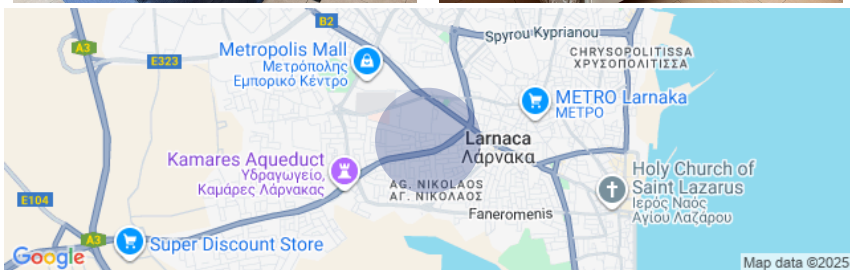 B2
Spyrou Kyprianou
A3
Metropolis Mall
Μετρόπολης
Εμπορικό Κέντρο
E323
CHRYSOPOLITISSA
ΧΡΥΣΟΠΟΛΙΤΙΣΣΑ
METRO Larnaka
ΜΕΤΡΟ
Larnaca
Λάρνακα
Kamares Aqueduct
Υδραγωγείο,
Καμάρες Λάρνακας
AG. NIKOLAOS
ΑΓ. ΝΙΚΟΛΑΟΣ
Holy Church of
Saint Lazarus
Ιερός Ναός
Αγίου Λαζάρου
E104
Faneromenis
A3
Super Discount Store
Google
Map data ©2025